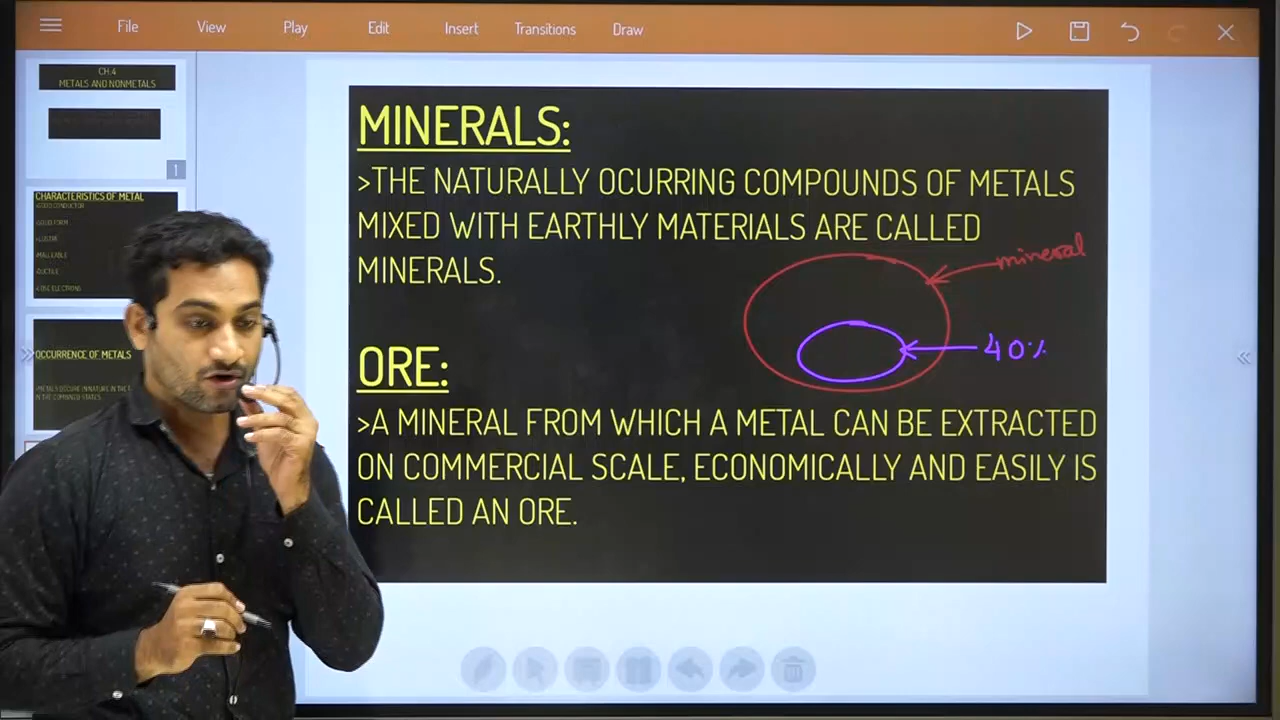 File View Play Edit Insert Transitions Draw
CH.4
METALS AND NONMETALS
1
CHARACTERISTICS OF METAL
OCCURRENCE OF METALS
MINERALS:
>THE NATURALLY OCURRING COMPOUNDS OF METALS
MIXED WITH EARTHLY MATERIALS ARE CALLED
MINERALS.
mineral
40%
ORE:
>A MINERAL FROM WHICH A METAL CAN BE EXTRACTED
ON COMMERCIAL SCALE, ECONOMICALLY AND EASILY IS
CALLED AN ORE.